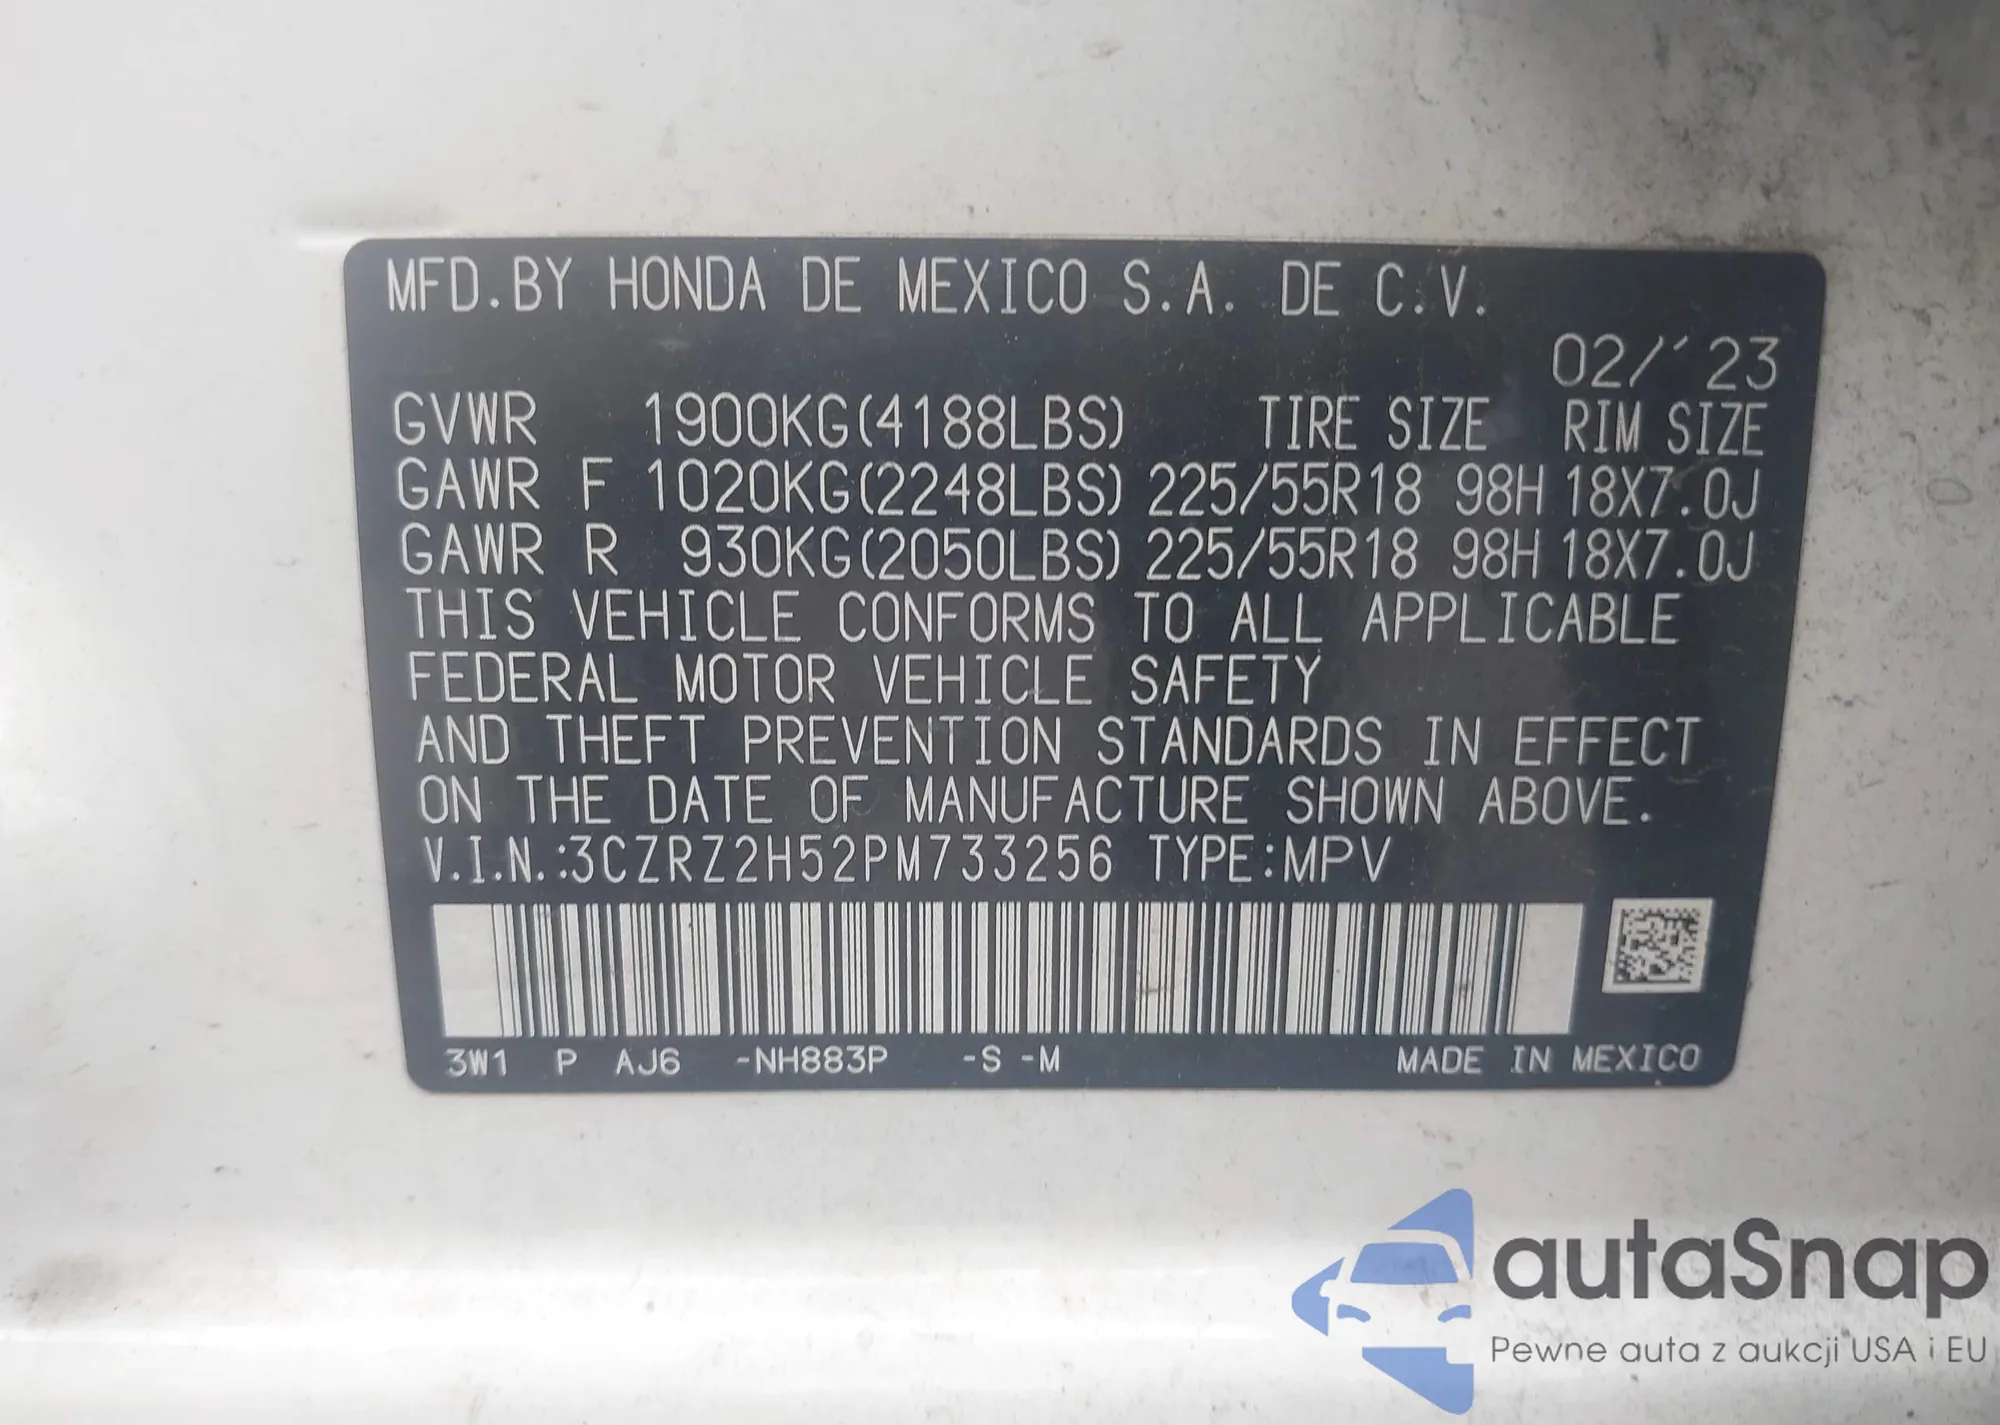 MFD.BY HONDA DE MEXICO S.A. DE C.V.
02/'23
GVWR 1900KG(4188LBS) TIRE SIZE RIM SIZE
GAWR F 1020KG(2248LBS) 225/55R18 98H 18X7.0J
GAWR R 930KG(2050LBS) 225/55R18 98H 18X7.0J
THIS VEHICLE CONFORMS TO ALL APPLICABLE
FEDERAL MOTOR VEHICLE SAFETY
AND THEFT PREVENTION STANDARDS IN EFFECT
ON THE DATE OF MANUFACTURE SHOWN ABOVE.
V.I.N.:3CZRZ2H52PM733256 TYPE:MPV
3W1 P AJ6 -NH883P -S -M MADE IN MEXICO
autaSnap
Pewne auta z aukcji USA i EU